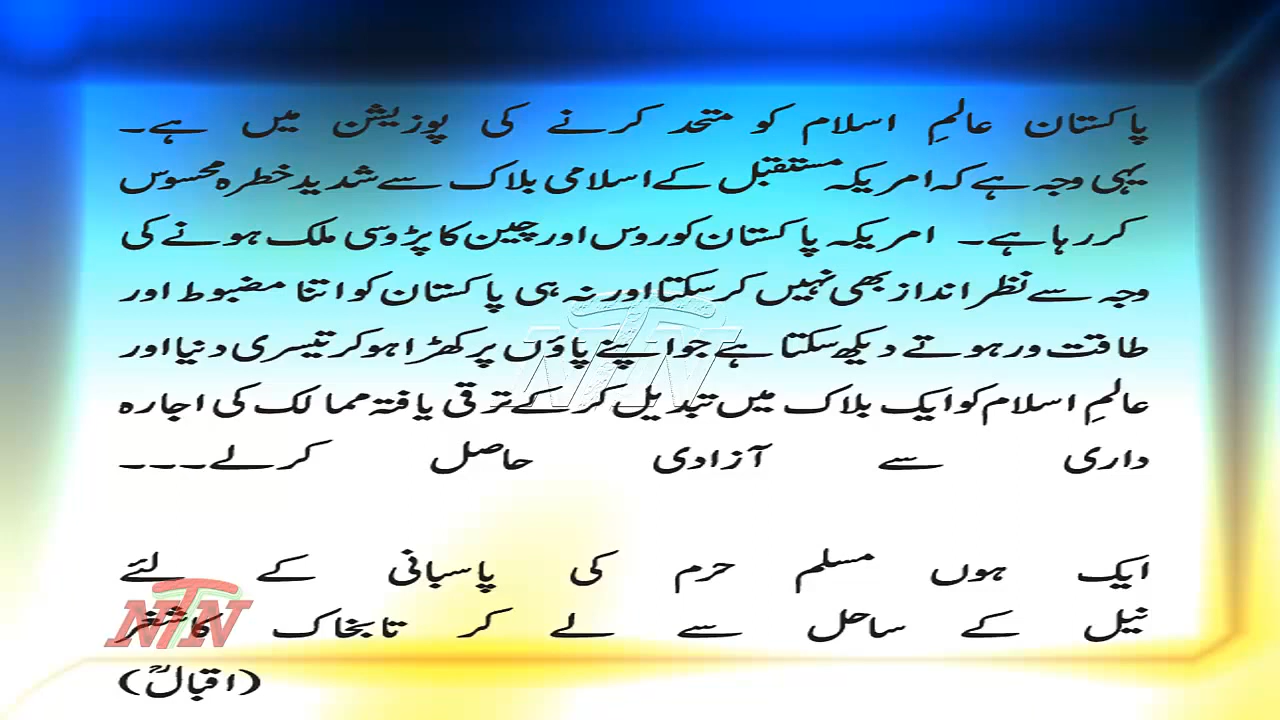 پاکستان عالمِ اسلام کو متحد کرنے کی پوزیشن میں ہے۔
یہی وجہ ہے کہ امریکہ مستقبل کے اسلامی بلاک سے شدید خطرہ محسوس
کر رہا ہے۔ امریکہ پاکستان کو روس اور چین کا پڑوسی ملک ہونے کی
وجہ سے نظر انداز بھی نہیں کر سکتا اور نہ ہی پاکستان کو اتنا مضبوط اور
طاقت ور ہوتے دیکھ سکتا ہے جو اپنے پاؤں پر کھڑا ہو کر تیسری دنیا اور
عالمِ اسلام کو ایک بلاک میں تبدیل کر کے ترقی یافتہ ممالک کی اجارہ
داری سے آزادی حاصل کر لے۔۔۔
ایک ہوں مسلم حرم کی پاسبانی کے لئے
نیل کے ساحل سے لے کر تابخاک کاشغر
(اقبالؒ)
NTN
NTN